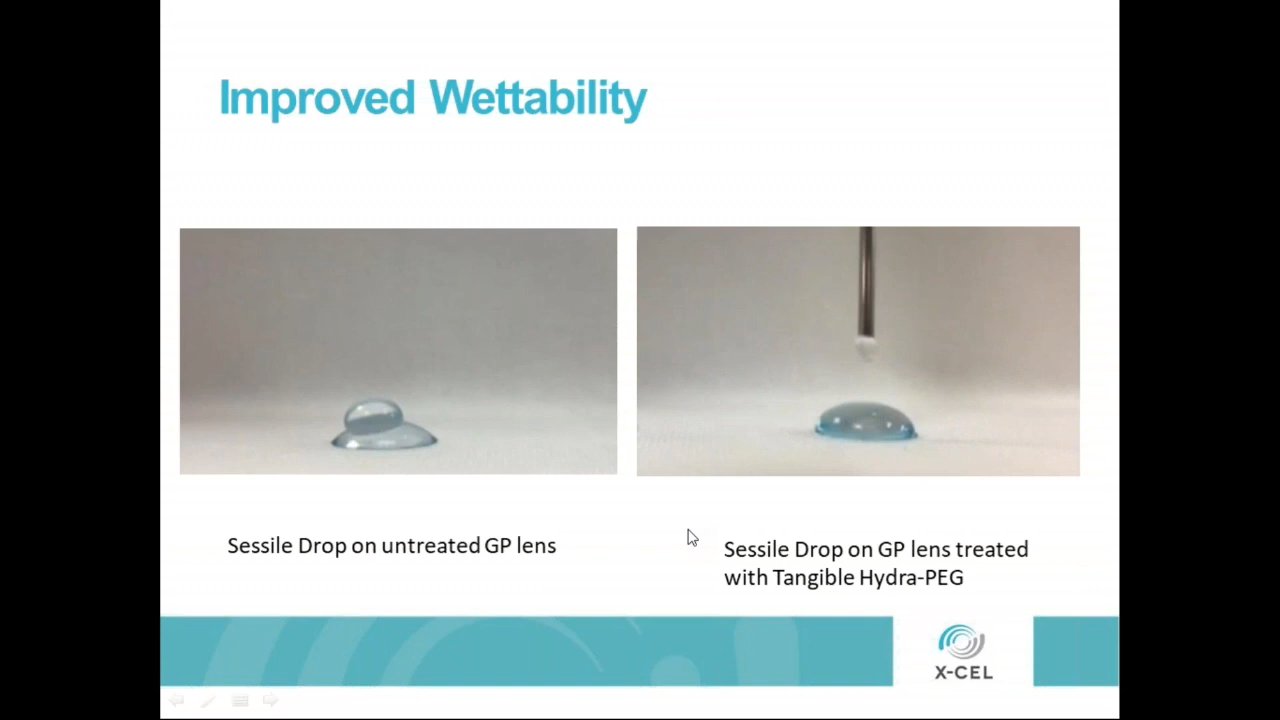 Improved Wettability
Sessile Drop on untreated GP lens
Sessile Drop on GP lens treated
with Tangible Hydra-PEG
X-CEL